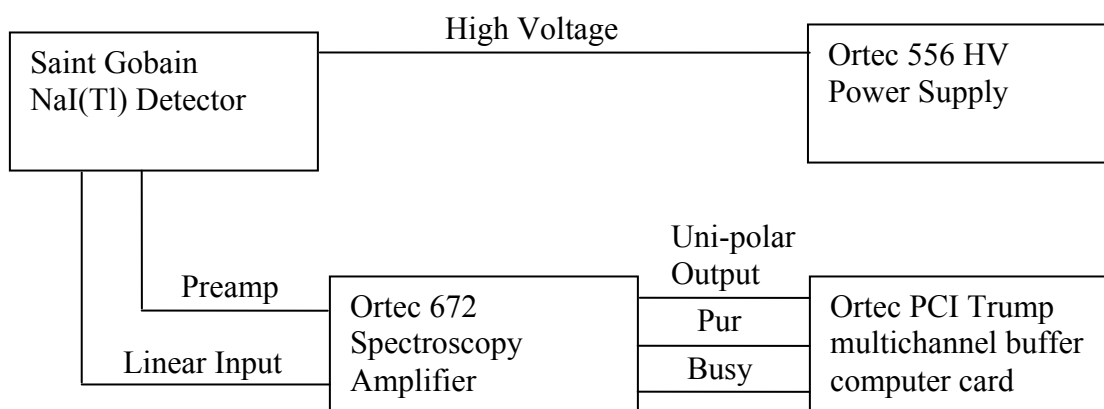 High Voltage
Saint Gobain
NaI(Tl) Detector
Ortec 556 HV
Power Supply
Uni-polar
Output
Preamp
Linear Input
Ortec 672
Spectroscopy
Amplifier
Pur
Busy
Ortec PCI Trump
multichannel buffer
computer card